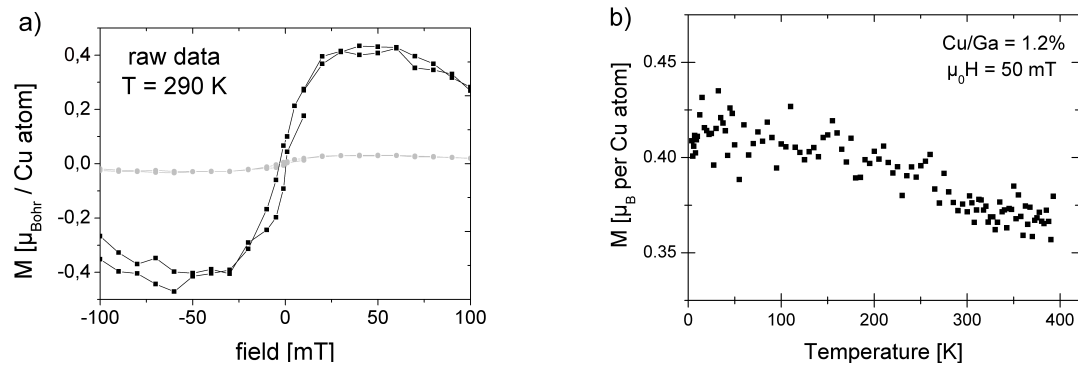 a)
raw data
T = 290 K
0,4
0,2
0,0
-0,2
-0,4
M [μBohr / Cu atom]
-100
-50
0
50
100
field [mT]
b)
Cu/Ga = 1.2%
μ0H = 50 mT
0.45
0.40
0.35
M [μB per Cu atom]
0
100
200
300
400
Temperature [K]